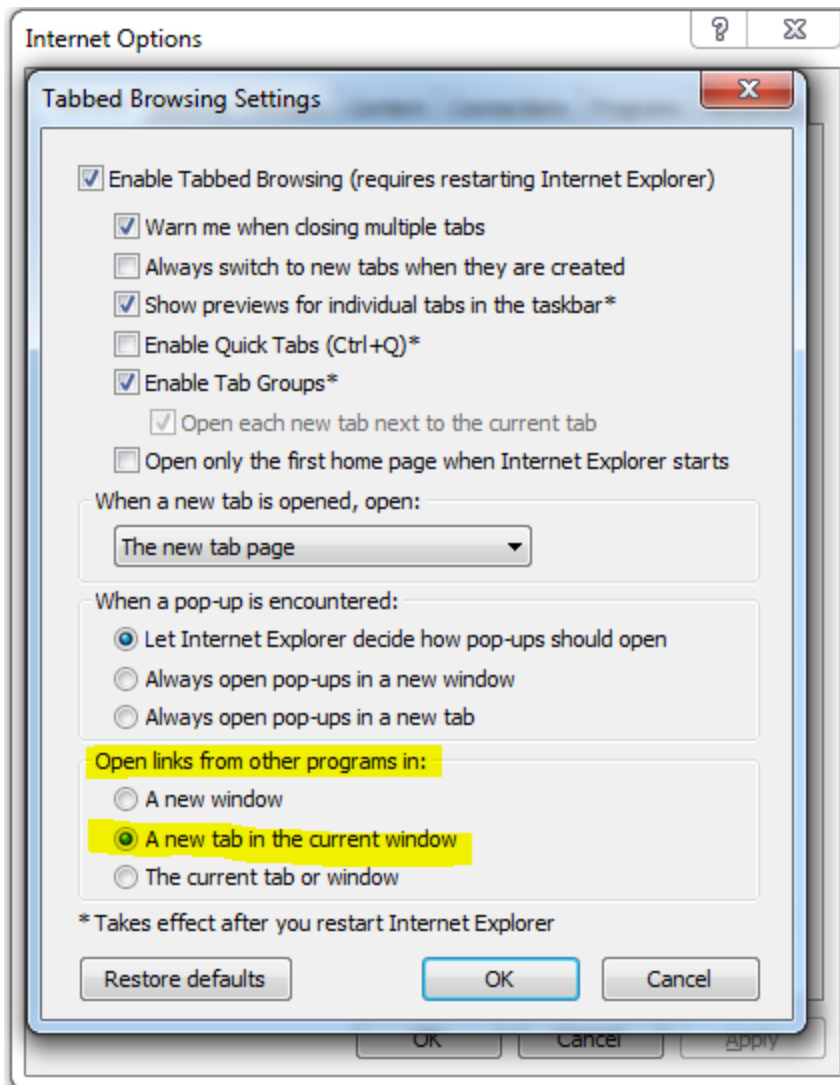 Internet Options
Tabbed Browsing Settings
Enable Tabbed Browsing (requires restarting Internet Explorer)
Warn me when closing multiple tabs
Always switch to new tabs when they are created
Show previews for individual tabs in the taskbar*
Enable Quick Tabs (Ctrl+Q)*
Enable Tab Groups*
Open each new tab next to the current tab
Open only the first home page when Internet Explorer starts
When a new tab is opened, open:
The new tab page
When a pop-up is encountered:
Let Internet Explorer decide how pop-ups should open
Always open pop-ups in a new window
Always open pop-ups in a new tab
Open links from other programs in:
A new window
A new tab in the current window
The current tab or window
* Takes effect after you restart Internet Explorer
Restore defaults OK Cancel
OK Cancel Apply